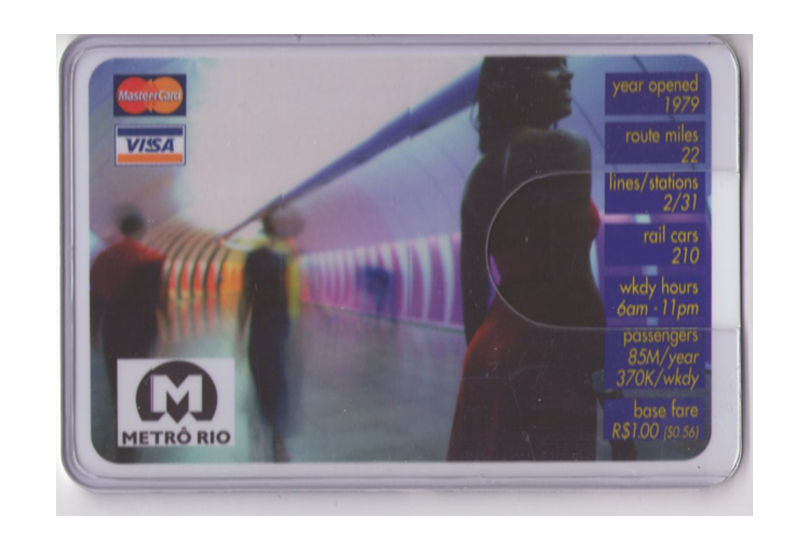 MasterCard
VISA
year opened
1979
route miles
22
lines/stations
2/31
rail cars
210
wkdy hours
6am - 11pm
passengers
85M/year
370K/wkdy
base fare
R$1.00 ($0.56)
M
METRÔ RIO